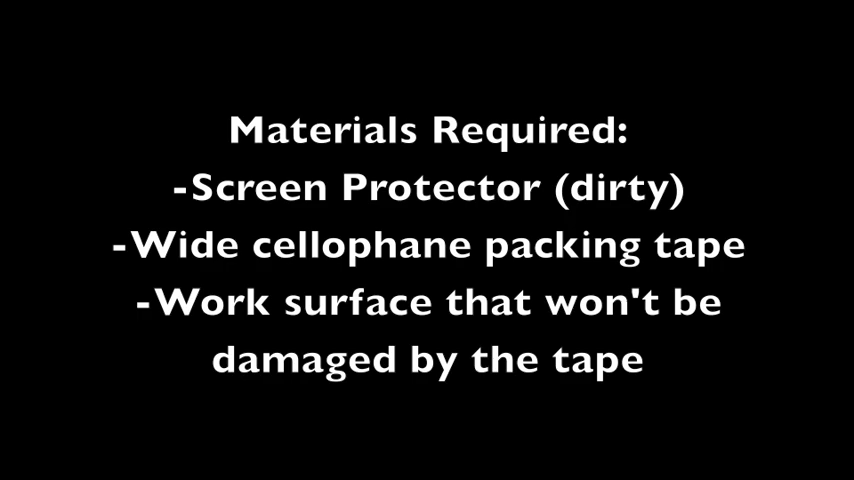 Materials Required:
-Screen Protector (dirty)
-Wide cellophane packing tape
-Work surface that won't be
damaged by the tape